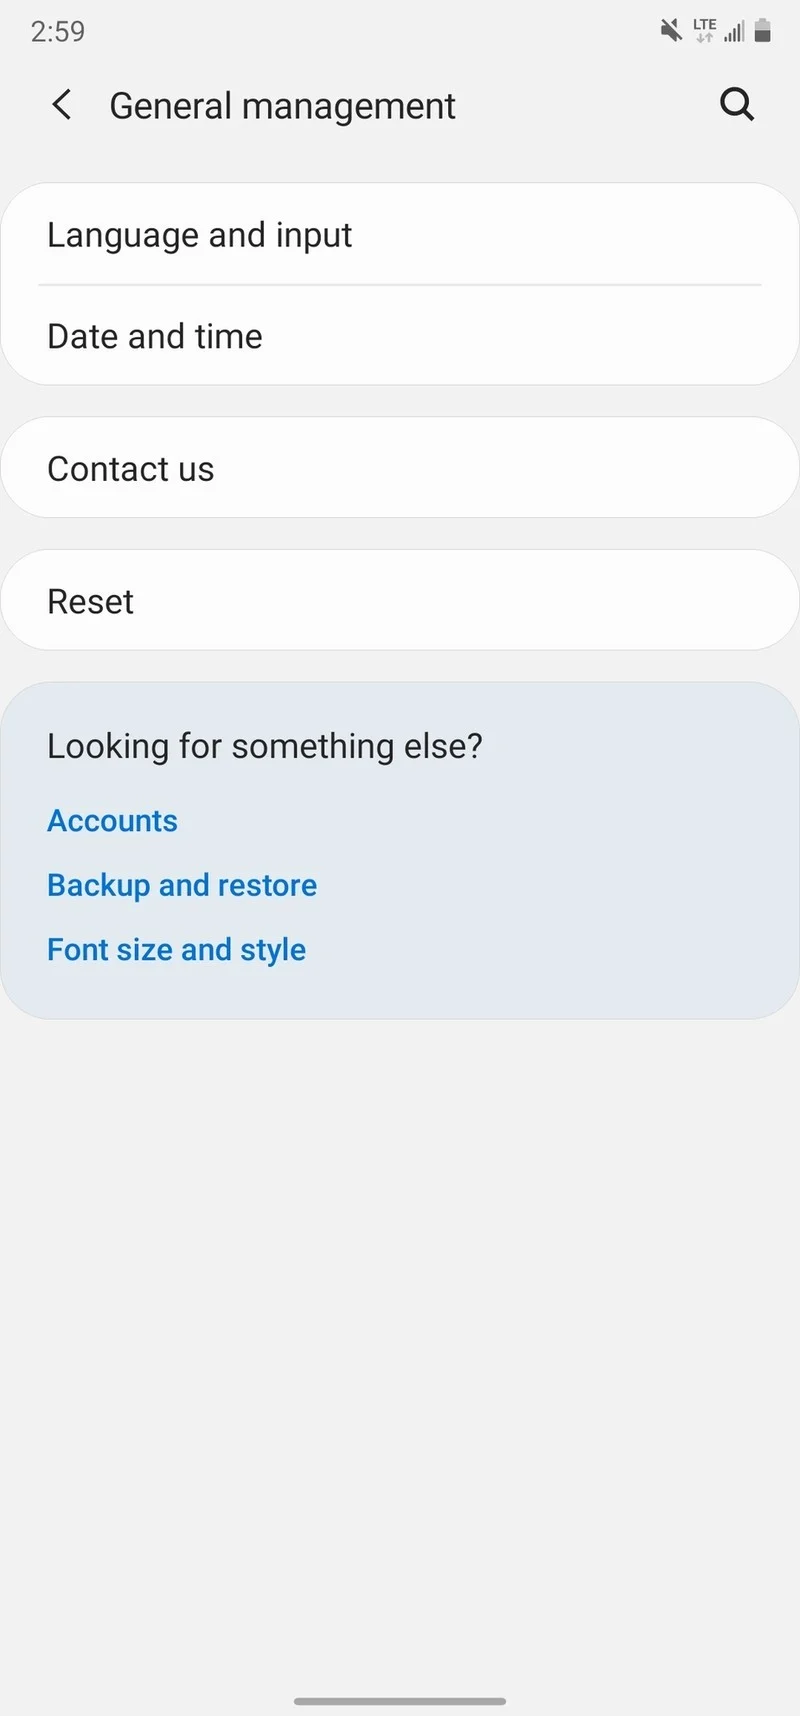 2:59
LTE
General management
Language and input
Date and time
Contact us
Reset
Looking for something else?
Accounts
Backup and restore
Font size and style